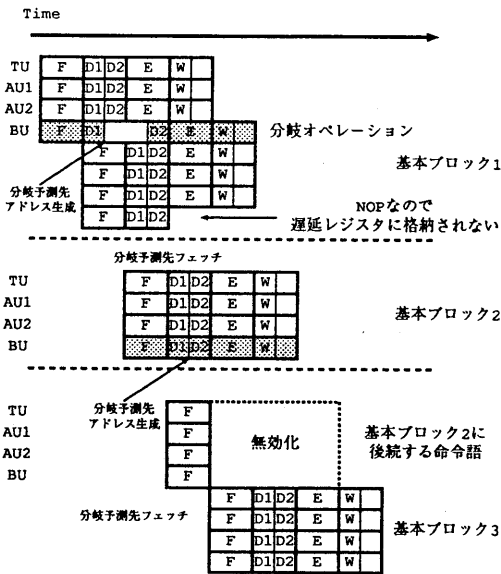 Time
TU F D1 D2 E W
AU1 F D1 D2 E W
AU2 F D1 D2 E W
BU F D1 D2 E W 分岐オペレーション
F D1 D2 E W
F D1 D2 E W 基本ブロック1
分岐予測先 F D1 D2 E W
アドレス生成
F D1 D2 NOPなので
遅延レジスタに格納されない
分岐予測先フェッチ
TU F D1 D2 E W
AU1 F D1 D2 E W 基本ブロック2
AU2 F D1 D2 E W
BU F D1 D2 E W
分岐予測先
アドレス生成
TU F
AU1 F 無効化 基本ブロック2に
AU2 F 後続する命令語
BU F
F D1 D2 E W
分岐予測先フェッチ F D1 D2 E W
F D1 D2 E W 基本ブロック3
F D1 D2 E W